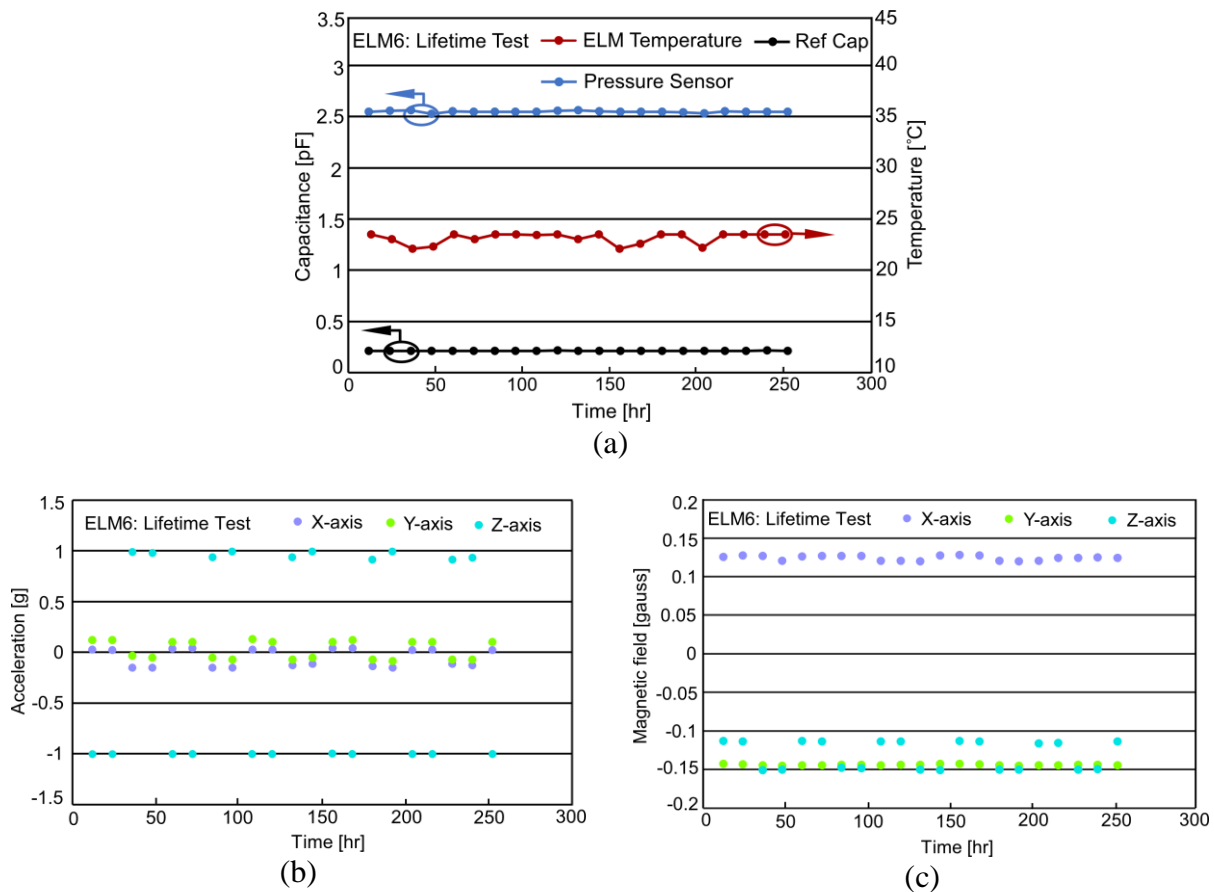 ELM6: Lifetime Test ELM Temperature Ref Cap
Pressure Sensor
3.5
3
2.5
2
1.5
1
0.5
0
Capacitance [pF]
45
40
35
30
25
20
15
10
Temperature [°C]
0 50 100 150 200 250 300
Time [hr]
(a)
ELM6: Lifetime Test X-axis Y-axis Z-axis
1.5
1
0.5
0
-0.5
-1
-1.5
Acceleration [g]
0 50 100 150 200 250 300
Time [hr]
(b)
ELM6: Lifetime Test X-axis Y-axis Z-axis
0.2
0.15
0.1
0.05
0
-0.05
-0.1
-0.15
-0.2
Magnetic field [gauss]
0 50 100 150 200 250 300
Time [hr]
(c)